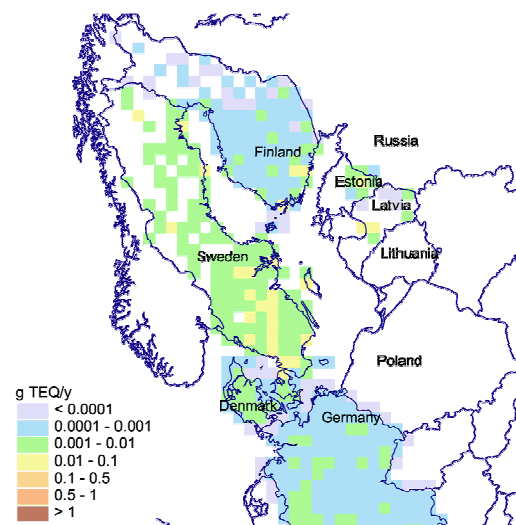 Russia
Finland
Estonia
Latvia
Lithuania
Sweden
Poland
Denmark
Germany
g TEQ/y
< 0.0001
0.0001 - 0.001
0.001 - 0.01
0.01 - 0.1
0.1 - 0.5
0.5 - 1
> 1